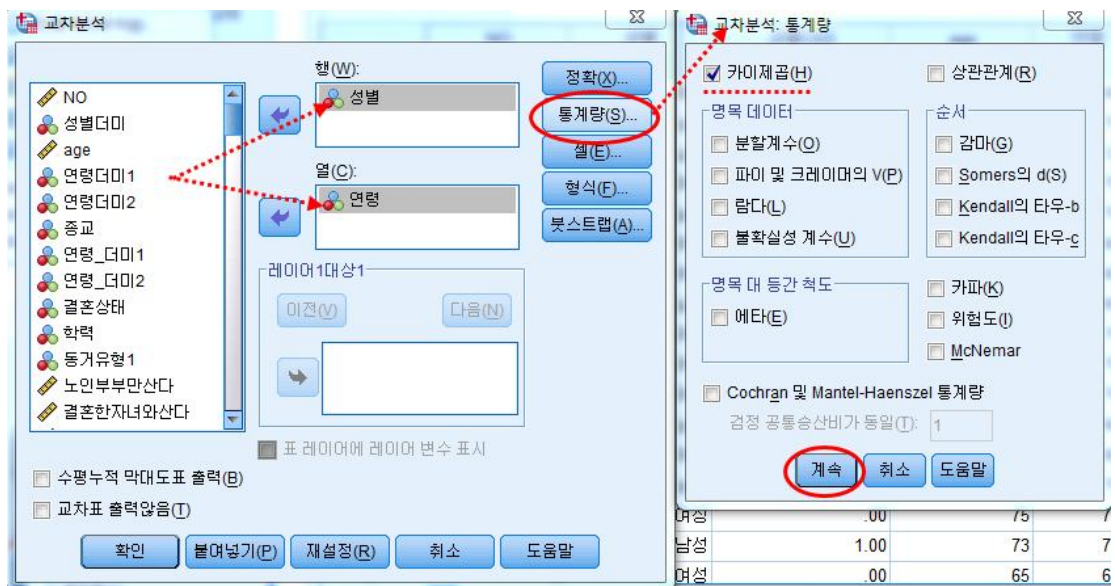 교차분석
행(W):
NO
성별더미
age
연령더미1
연령더미2
종교
연령_더미1
연령_더미2
결혼상태
학력
동거유형1
노인부부만산다
결혼한자녀와산다
성별
열(C):
연령
레이어1대상1
이전(V)
다음(N)
표 레이어에 레이어 변수 표시
정확(X)...
통계량(S)...
셀(E)...
형식(F)...
붓스트랩(A)...
수평누적 막대도표 출력(B)
교차표 출력않음(T)
확인
붙여넣기(P)
재설정(R)
취소
도움말
교차분석: 통계량
카이제곱(H)
상관관계(R)
명목 데이터
분할계수(O)
파이 및 크레이머의 V(P)
람다(L)
불확실성 계수(U)
순서
감마(G)
Somers의 d(S)
Kendall의 타우-b
Kendall의 타우-c
명목 대 등간 척도
에타(E)
카파(K)
위험도(I)
McNemar
Cochran 및 Mantel-Haenszel 통계량
검정 공통승산비가 동일(T): 1
계속
취소
도움말
여성 .00 75 7
남성 1.00 73 7
여성 .00 65 6